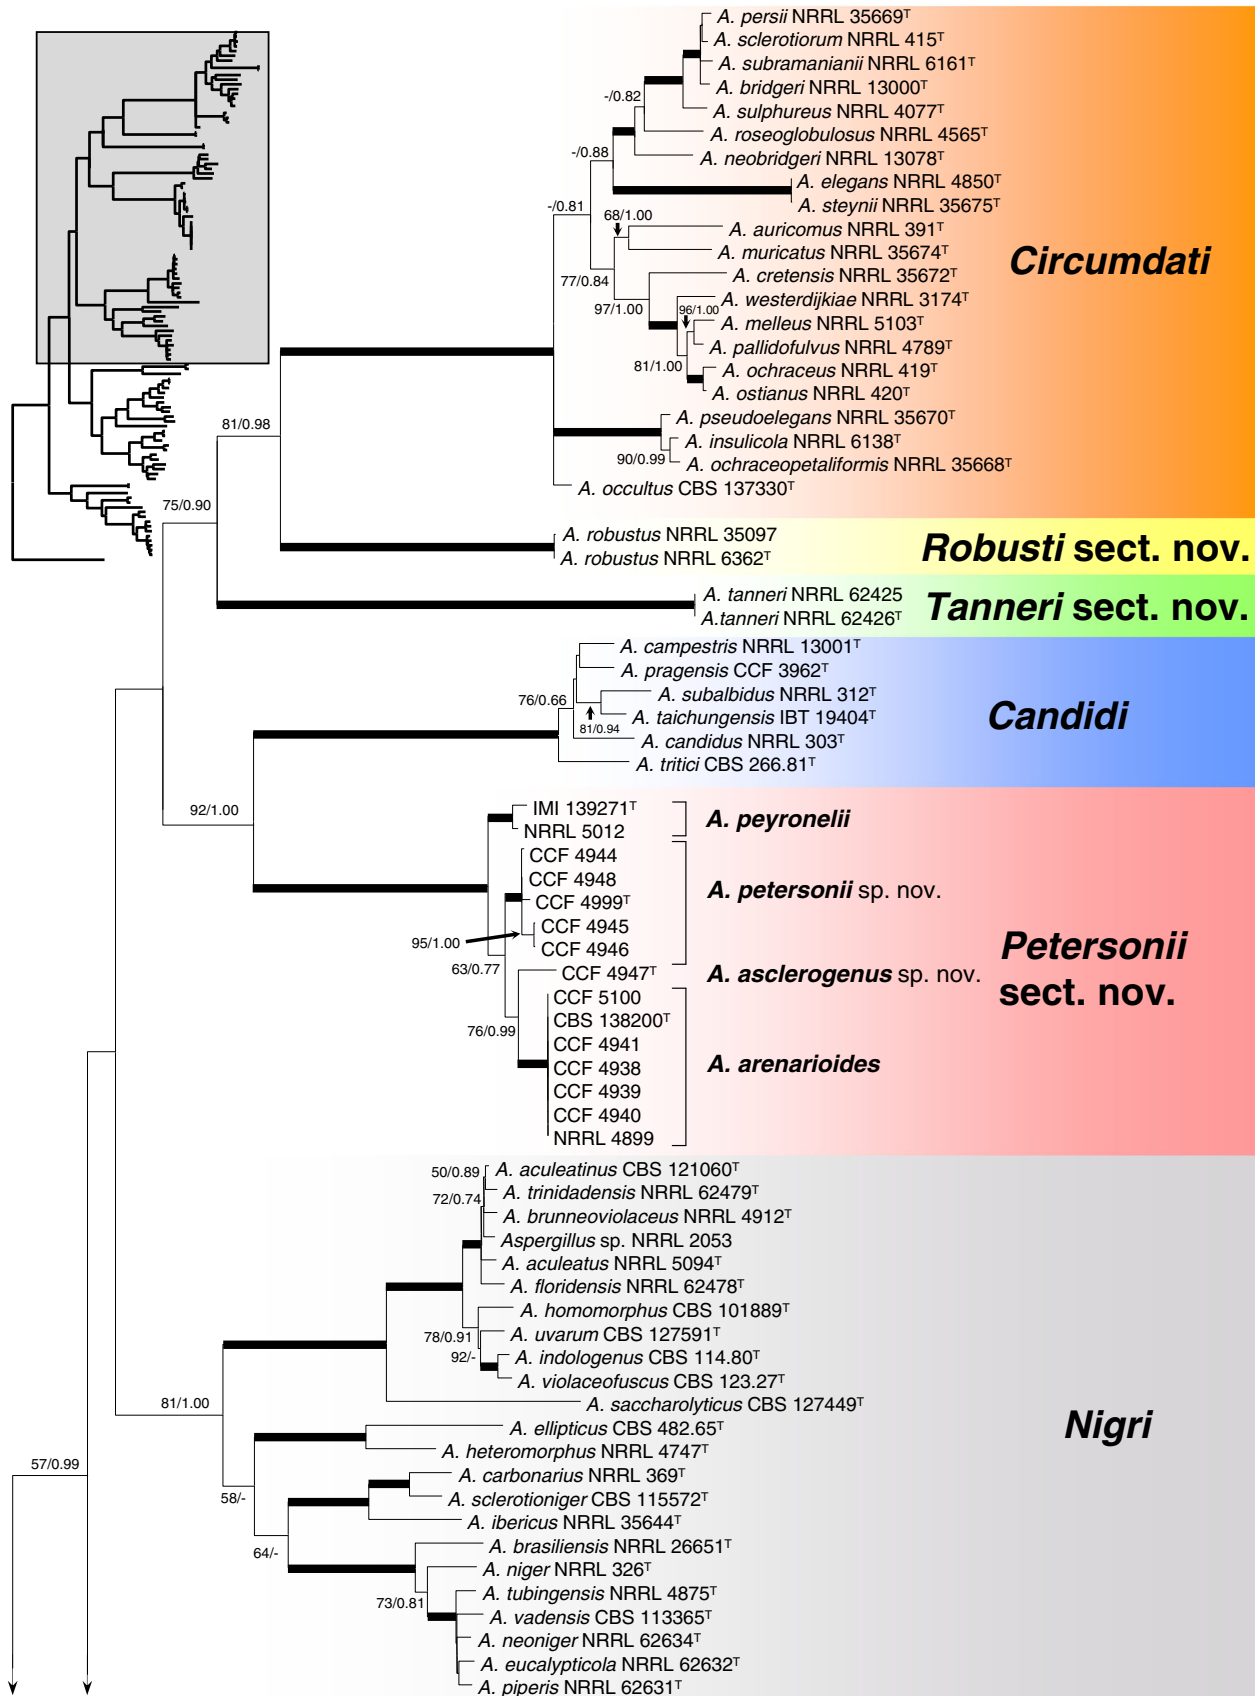 A. persii NRRL 35669ᵀ
A. sclerotiorum NRRL 415ᵀ
A. subramanianii NRRL 6161ᵀ
A. bridgeri NRRL 13000ᵀ
-/0.82
A. sulphureus NRRL 4077ᵀ
A. roseoglobulosus NRRL 4565ᵀ
-/0.88
A. neobridgeri NRRL 13078ᵀ
A. elegans NRRL 4850ᵀ
A. steynii NRRL 35675ᵀ
-/0.81
68/1.00
A. auricomus NRRL 391ᵀ
A. muricatus NRRL 35674ᵀ
Circumdati
77/0.84
A. cretensis NRRL 35672ᵀ
A. westerdijkiae NRRL 3174ᵀ
97/1.00
96/1.00
A. melleus NRRL 5103ᵀ
A. pallidofulvus NRRL 4789ᵀ
81/1.00
A. ochraceus NRRL 419ᵀ
A. ostianus NRRL 420ᵀ
A. pseudoelegans NRRL 35670ᵀ
81/0.98
A. insulicola NRRL 6138ᵀ
90/0.99
A. ochraceopetaliformis NRRL 35668ᵀ
A. occultus CBS 137330ᵀ
75/0.90
A. robustus NRRL 35097
A. robustus NRRL 6362ᵀ
Robusti sect. nov.
A. tanneri NRRL 62425
A.tanneri NRRL 62426ᵀ
Tanneri sect. nov.
A. campestris NRRL 13001ᵀ
A. pragensis CCF 3962ᵀ
76/0.66
A. subalbidus NRRL 312ᵀ
A. taichungensis IBT 19404ᵀ
81/0.94
A. candidus NRRL 303ᵀ
A. tritici CBS 266.81ᵀ
Candidi
92/1.00
IMI 139271ᵀ
NRRL 5012
A. peyronelii
CCF 4944
CCF 4948
CCF 4999ᵀ
CCF 4945
CCF 4946
95/1.00
A. petersonii sp. nov.
63/0.77
CCF 4947ᵀ
A. asclerogenus sp. nov.
Petersonii
sect. nov.
CCF 5100
CBS 138200ᵀ
76/0.99
CCF 4941
CCF 4938
CCF 4939
CCF 4940
NRRL 4899
A. arenarioides
50/0.89
A. aculeatinus CBS 121060ᵀ
72/0.74
A. trinidadensis NRRL 62479ᵀ
A. brunneoviolaceus NRRL 4912ᵀ
Aspergillus sp. NRRL 2053
A. aculeatus NRRL 5094ᵀ
A. floridensis NRRL 62478ᵀ
A. homomorphus CBS 101889ᵀ
78/0.91
A. uvarum CBS 127591ᵀ
92/-
A. indologenus CBS 114.80ᵀ
A. violaceofuscus CBS 123.27ᵀ
81/1.00
A. saccharolyticus CBS 127449ᵀ
A. ellipticus CBS 482.65ᵀ
Nigri
A. heteromorphus NRRL 4747ᵀ
57/0.99
A. carbonarius NRRL 369ᵀ
58/-
A. sclerotioniger CBS 115572ᵀ
A. ibericus NRRL 35644ᵀ
64/-
A. brasiliensis NRRL 26651ᵀ
A. niger NRRL 326ᵀ
73/0.81
A. tubingensis NRRL 4875ᵀ
A. vadensis CBS 113365ᵀ
A. neoniger NRRL 62634ᵀ
A. eucalypticola NRRL 62632ᵀ
A. piperis NRRL 62631ᵀ